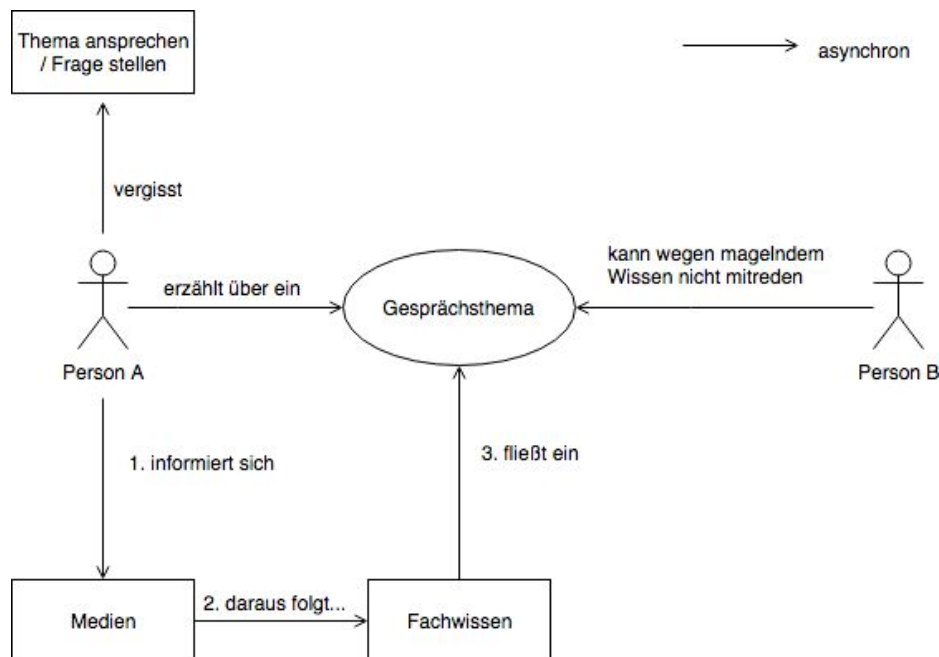 Thema ansprechen
/ Frage stellen
asynchron
vergisst
kann wegen magelndem
Wissen nicht mitreden
erzählt über ein
Gesprächsthema
Person A
Person B
1. informiert sich
3. fließt ein
Medien
2. daraus folgt...
Fachwissen